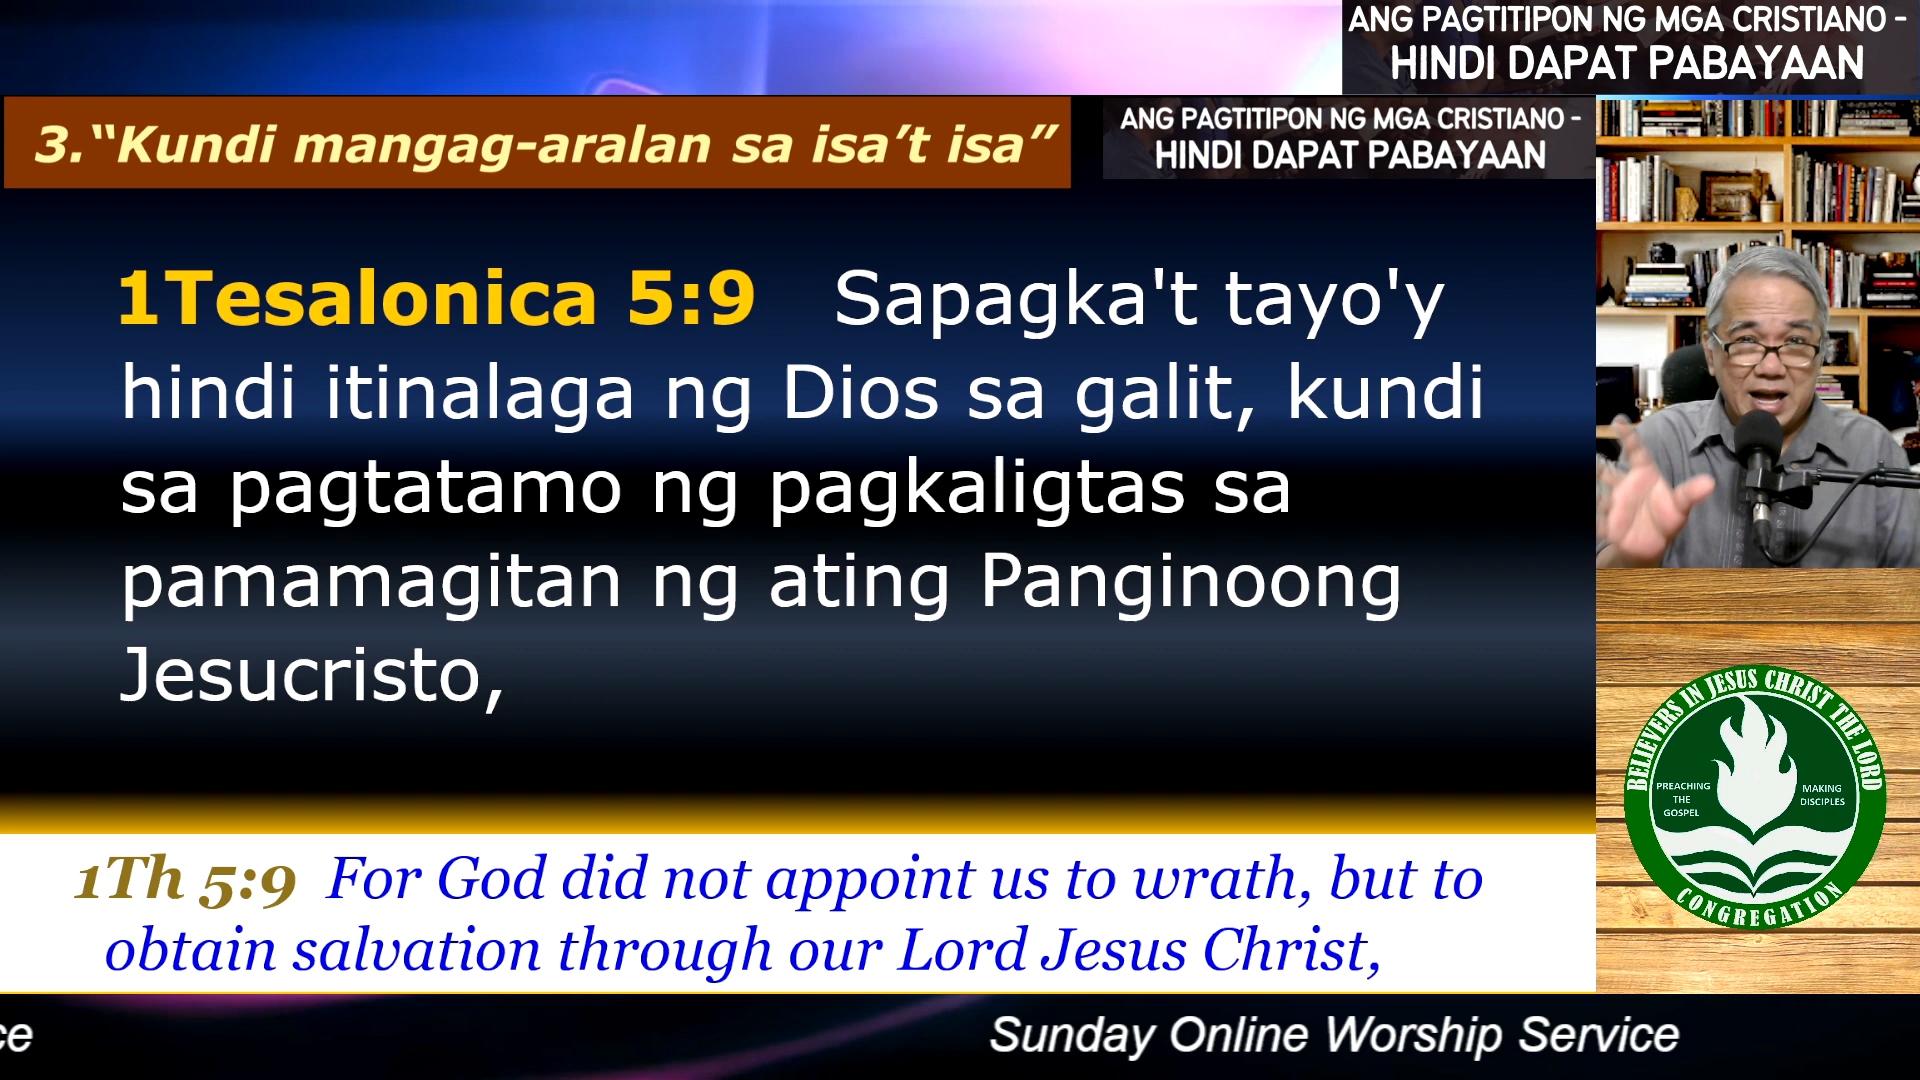 ANG PAGTITIPON NG MGA CRISTIANO -
HINDI DAPAT PABAYAAN
3.“Kundi mangag-aralan sa isa’t isa”
ANG PAGTITIPON NG MGA CRISTIANO -
HINDI DAPAT PABAYAAN
1Tesalonica 5:9 Sapagka't tayo'y
hindi itinalaga ng Dios sa galit, kundi
sa pagtatamo ng pagkaligtas sa
pamamagitan ng ating Panginoong
Jesucristo,
1Th 5:9 For God did not appoint us to wrath, but to
obtain salvation through our Lord Jesus Christ,
BELIEVERS IN JESUS CHRIST THE LORD
PREACHING
THE
GOSPEL
MAKING
DISCIPLES
CONGREGATION
ce
Sunday Online Worship Service